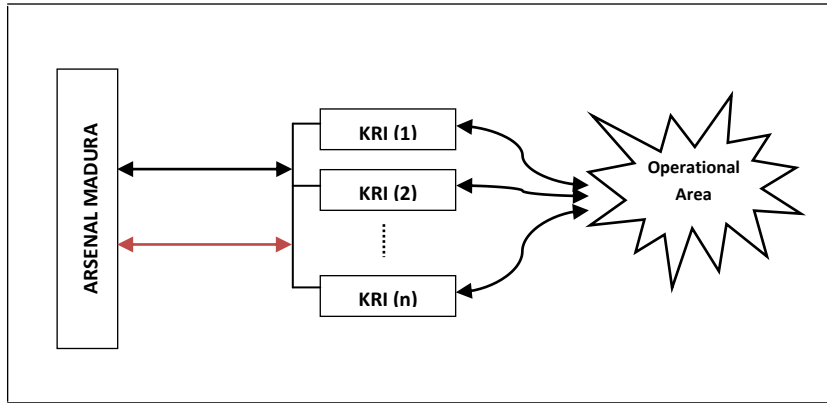 ARSENAL MADURA
KRI (1)
KRI (2)
KRI (n)
Operational
Area